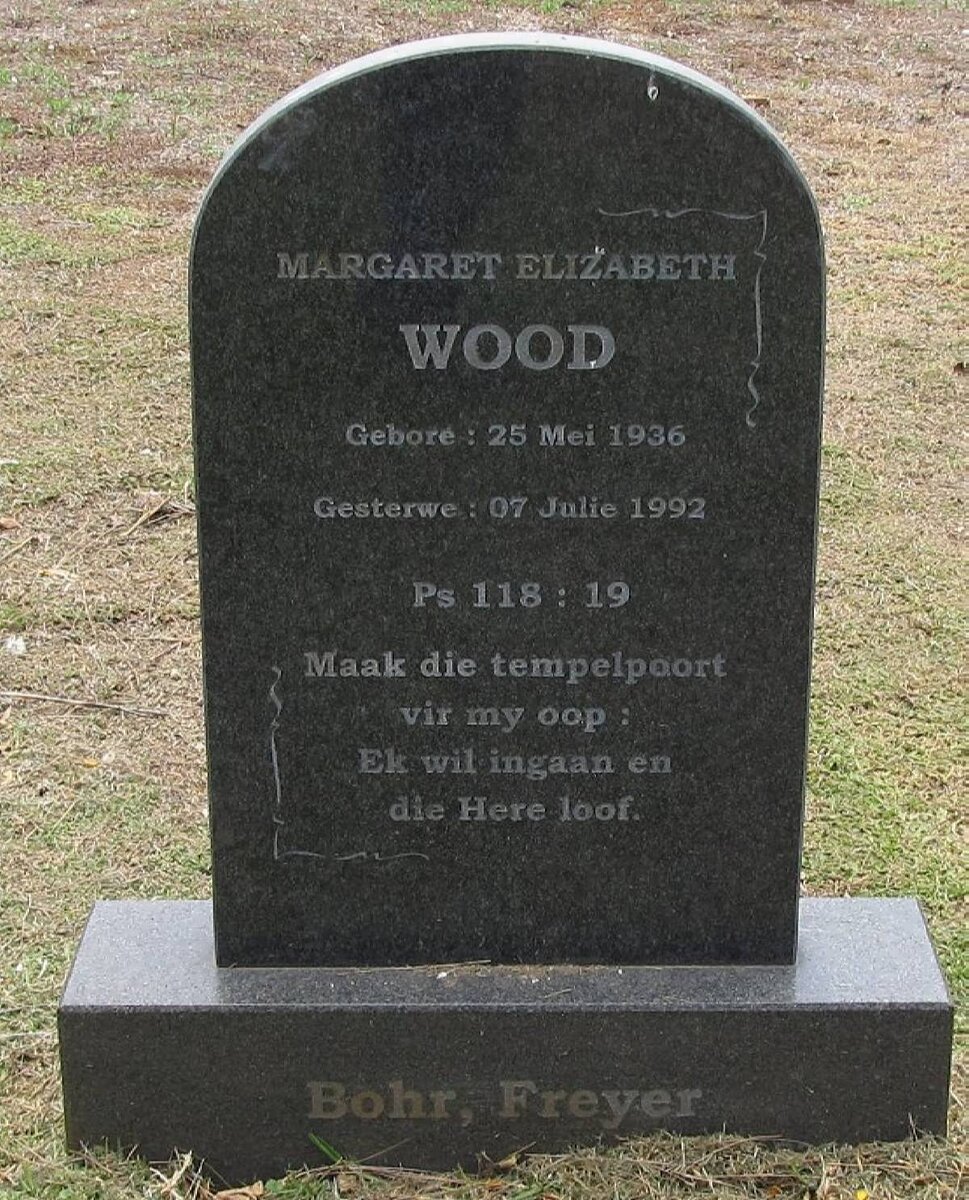 MARGARET ELIZABETH
WOOD
Gebore : 25 Mei 1936
Gesterwe : 07 Julie 1992
Ps 118 : 19
Maak die tempelpoort
vir my oop :
Ek wil ingaan en
die Here loof.
Bohr, Freyer